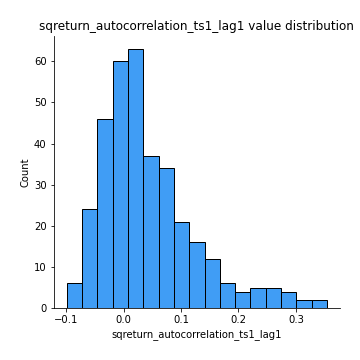 sqreturn_autocorrelation_ts1_lag1 value distribution
60
50
40
30
20
10
0
Count
−0.1 0.0 0.1 0.2 0.3
sqreturn_autocorrelation_ts1_lag1